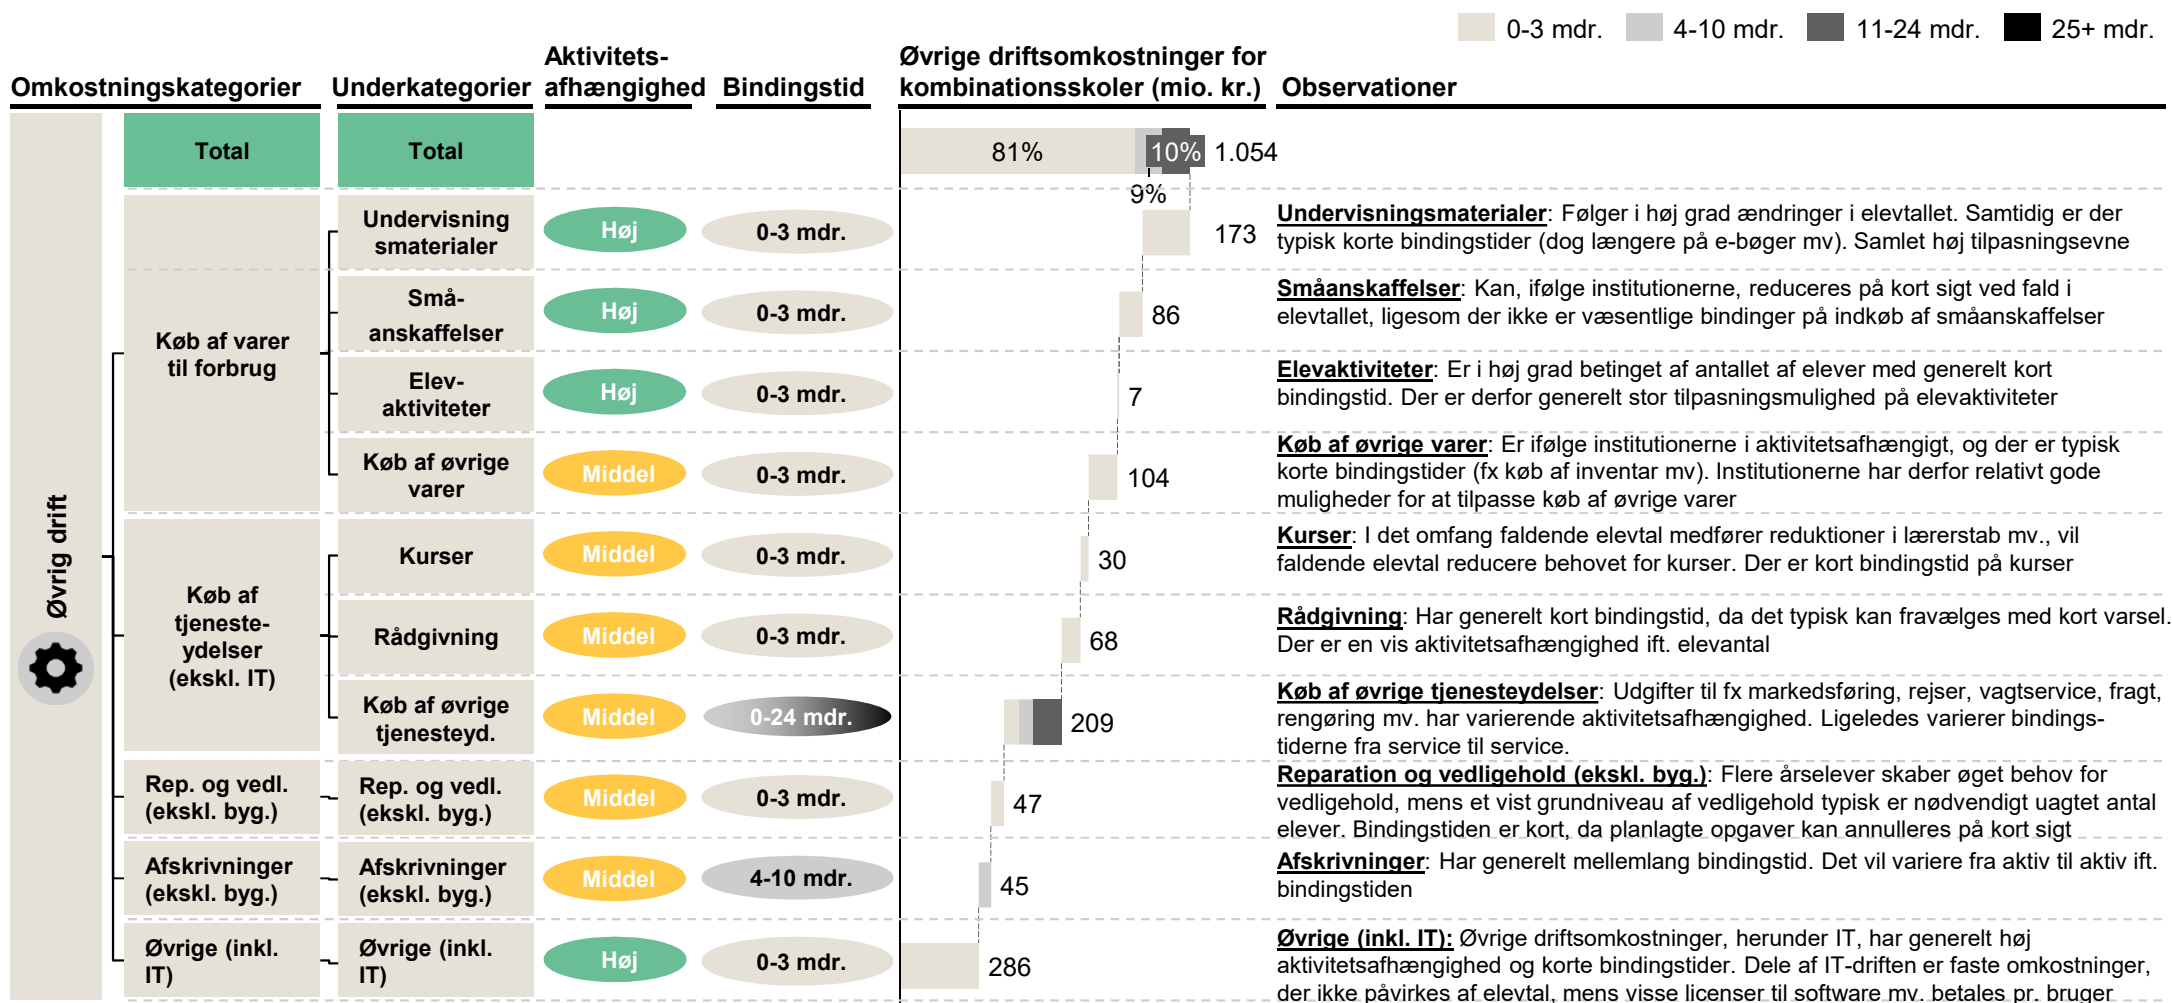 0-3 mdr. 4-10 mdr. 11-24 mdr. 25+ mdr.
Omkostningskategorier
Underkategorier
Aktivitets-
afhængighed
Bindingstid
Øvrige driftsomkostninger for
kombinationsskoler (mio. kr.)
Observationer
Øvrig drift
Total
Total
81%
10%
1.054
9%
Køb af varer
til forbrug
Undervisning
smaterialer
Høj
0-3 mdr.
173
Undervisningsmaterialer: Følger i høj grad ændringer i elevtallet. Samtidig er der
typisk korte bindingstider (dog længere på e-bøger mv). Samlet høj tilpasningsevne
Små-
anskaffelser
Høj
0-3 mdr.
86
Småanskaffelser: Kan, ifølge institutionerne, reduceres på kort sigt ved fald i
elevtallet, ligesom der ikke er væsentlige bindinger på indkøb af småanskaffelser
Elev-
aktiviteter
Høj
0-3 mdr.
7
Elevaktiviteter: Er i høj grad betinget af antallet af elever med generelt kort
bindingstid. Der er derfor generelt stor tilpasningsmulighed på elevaktiviteter
Køb af øvrige
varer
Middel
0-3 mdr.
104
Køb af øvrige varer: Er ifølge institutionerne i aktivitetsafhængigt, og der er typisk
korte bindingstider (fx køb af inventar mv). Institutionerne har derfor relativt gode
muligheder for at tilpasse køb af øvrige varer
Køb af
tjeneste-
ydelser
(ekskl. IT)
Kurser
Middel
0-3 mdr.
30
Kurser: I det omfang faldende elevtal medfører reduktioner i lærerstab mv., vil
faldende elevtal reducere behovet for kurser. Der er kort bindingstid på kurser
Rådgivning
Middel
0-3 mdr.
68
Rådgivning: Har generelt kort bindingstid, da det typisk kan fravælges med kort varsel.
Der er en vis aktivitetsafhængighed ift. elevantal
Køb af øvrige
tjenesteyd.
Middel
0-24 mdr.
209
Køb af øvrige tjenesteydelser: Udgifter til fx markedsføring, rejser, vagtservice, fragt,
rengøring mv. har varierende aktivitetsafhængighed. Ligeledes varierer bindings-
tiderne fra service til service.
Rep. og vedl.
(ekskl. byg.)
Rep. og vedl.
(ekskl. byg.)
Middel
0-3 mdr.
47
Reparation og vedligehold (ekskl. byg.): Flere årselever skaber øget behov for
vedligehold, mens et vist grundniveau af vedligehold typisk er nødvendigt uagtet antal
elever. Bindingstiden er kort, da planlagte opgaver kan annulleres på kort sigt
Afskrivninger
(ekskl. byg.)
Afskrivninger
(ekskl. byg.)
Middel
4-10 mdr.
45
Afskrivninger: Har generelt mellemlang bindingstid. Det vil variere fra aktiv til aktiv ift.
bindingstiden
Øvrige (inkl.
IT)
Øvrige (inkl.
IT)
Høj
0-3 mdr.
286
Øvrige (inkl. IT): Øvrige driftsomkostninger, herunder IT, har generelt høj
aktivitetsafhængighed og korte bindingstider. Dele af IT-driften er faste omkostninger,
der ikke påvirkes af elevtal, mens visse licenser til software mv. betales pr. bruger